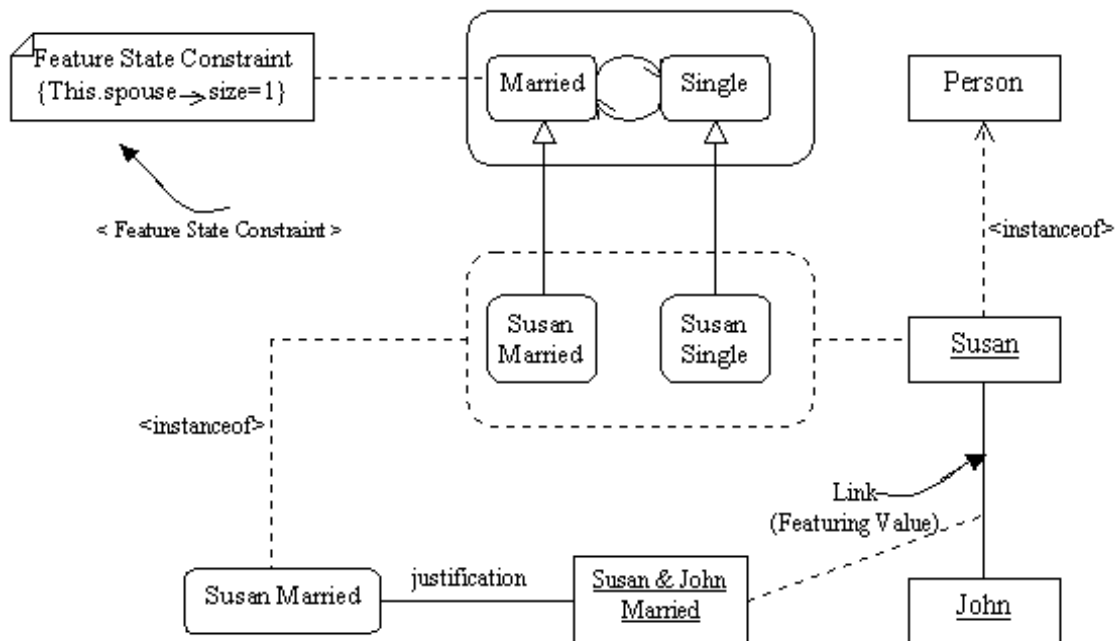 Feature State Constraint
{This.spouse->size=1}
Married
Single
Person
< Feature State Constraint >
<instanceof>
Susan
Married
Susan
Single
Susan
<instanceof>
Link
(Featuring Value)
Susan Married
justification
Susan & John
Married
John